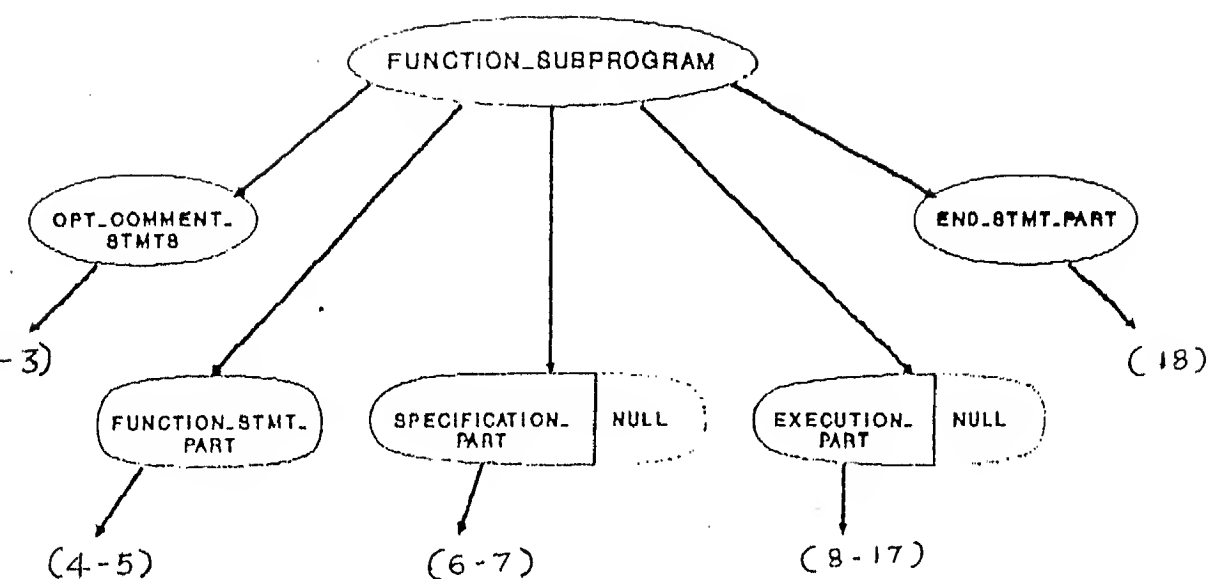 FUNCTION_SUBPROGRAM
OPT_COMMENT_
STMTS
END_STMT_PART
- 3)
(18)
FUNCTION_STMT_
PART
SPECIFICATION_
PART
NULL
EXECUTION_
PART
NULL
(4-5)
(6-7)
(8-17)